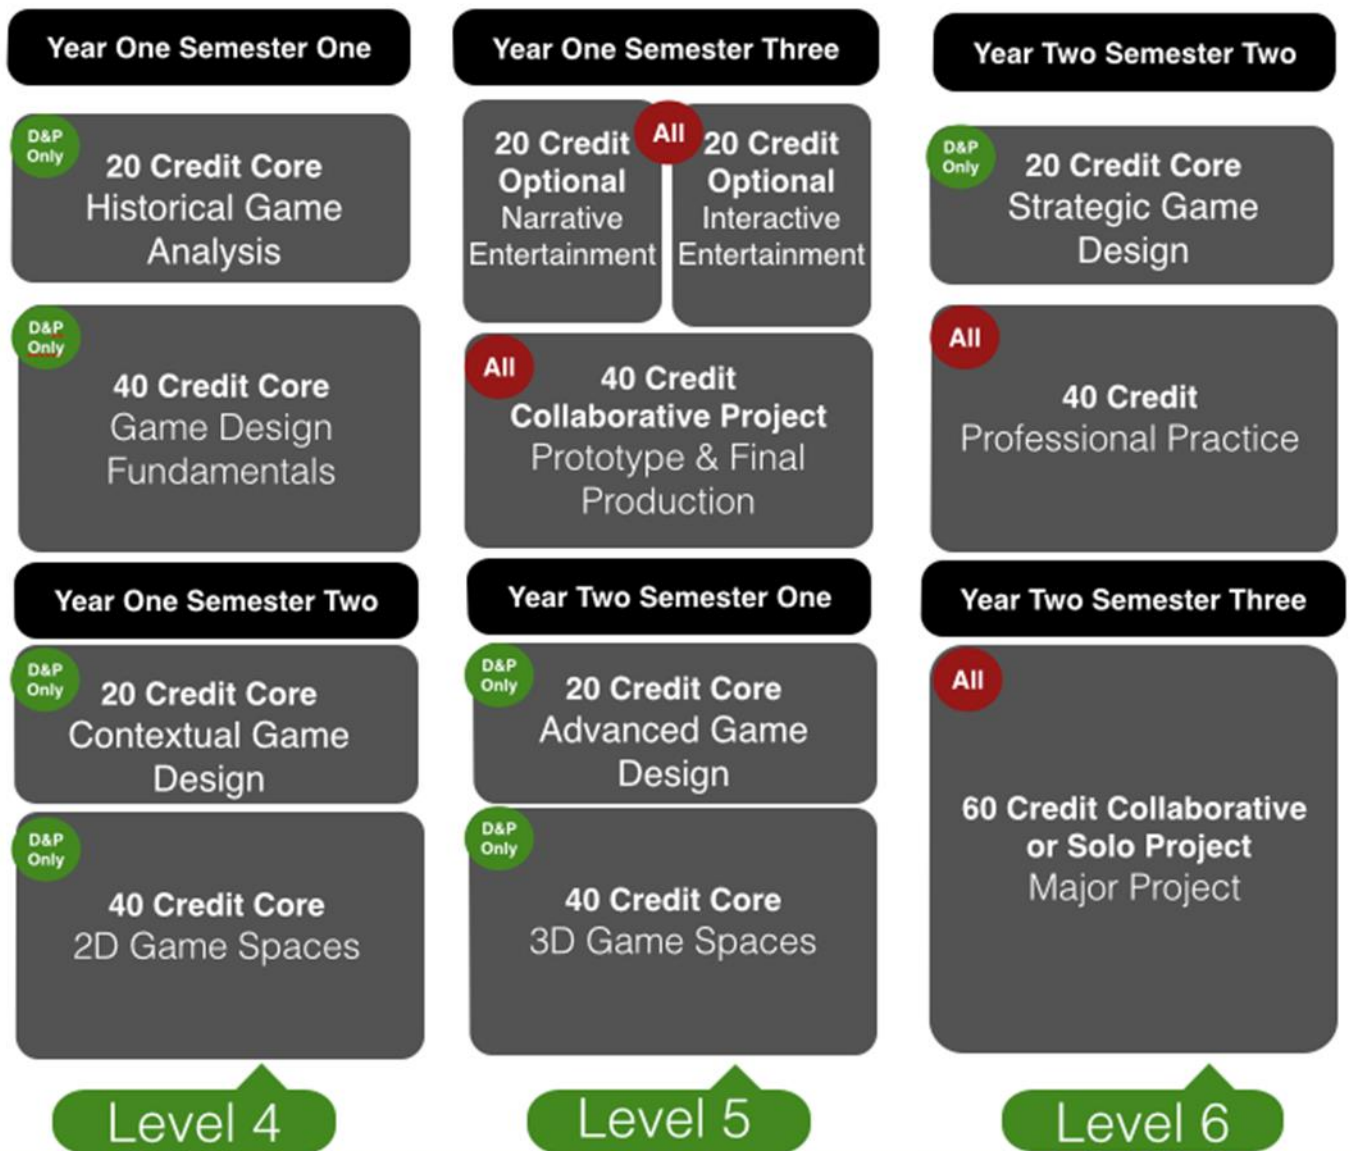 Year One Semester One
D&P
Only
20 Credit Core
Historical Game
Analysis
D&P
Only
40 Credit Core
Game Design
Fundamentals
Year One Semester Two
D&P
Only
20 Credit Core
Contextual Game
Design
D&P
Only
40 Credit Core
2D Game Spaces
Level 4
Year One Semester Three
All
20 Credit
Optional
Narrative
Entertainment
20 Credit
Optional
Interactive
Entertainment
All
40 Credit
Collaborative Project
Prototype & Final
Production
Year Two Semester One
D&P
Only
20 Credit Core
Advanced Game
Design
D&P
Only
40 Credit Core
3D Game Spaces
Level 5
Year Two Semester Two
D&P
Only
20 Credit Core
Strategic Game
Design
All
40 Credit
Professional Practice
Year Two Semester Three
All
60 Credit Collaborative
or Solo Project
Major Project
Level 6